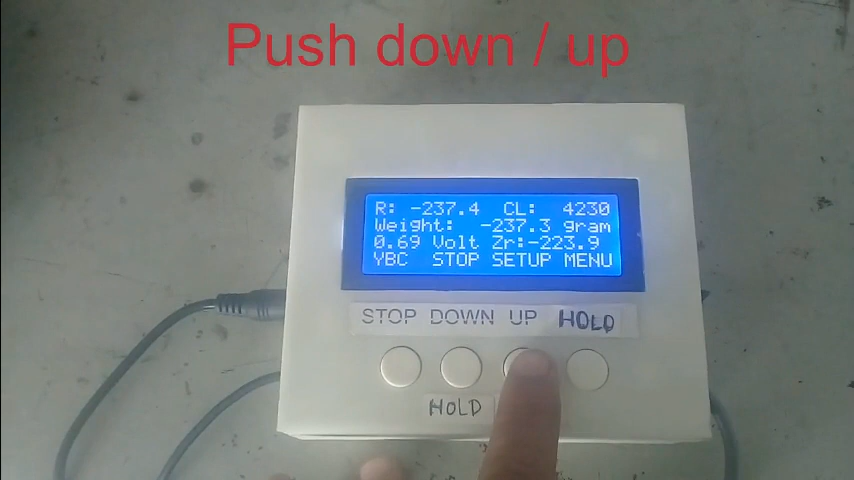 Push down / up
R: -237.4 CL: 4230
Weight: -237.3 gram
0.69 Volt Zr:-223.9
YBC STOP SETUP MENU
STOP DOWN UP HOLD
HOLD